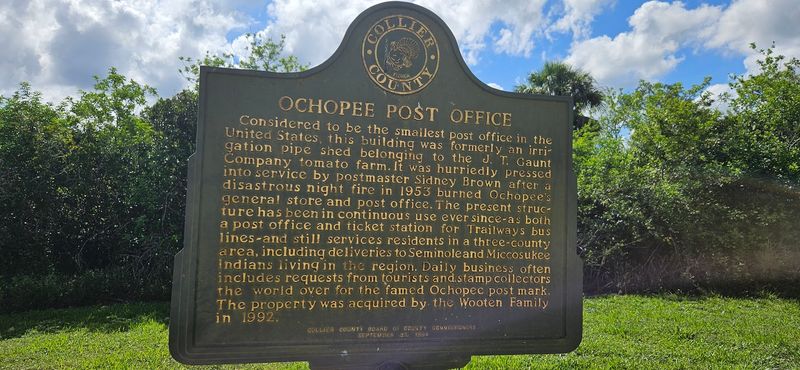 COLLIER
COUNTY
OCHOPEE POST OFFICE
Considered to be the smallest post office in the
United States, this building was formerly an irri-
gation pipe shed belonging to the J. T. Gaunt
Company tomato farm. It was hurriedly pressed
into service by postmaster Sidney Brown after a
disastrous night fire in 1953 burned Ochopee's
general store and post office. The present struc-
ture has been in continuous use ever since-as both
a post office and ticket station for Trailways bus
lines-and still services residents in a three-county
area, including deliveries to Seminole and Miccosukee
Indians living in the region. Daily business often
includes requests from tourists and stamp collectors
the world over for the famed Ochopee post mark.
The property was acquired by the Wooten Family
in 1992.
COLLIER COUNTY BOARD OF COUNTY COMMISSIONERS
SEPTEMBER